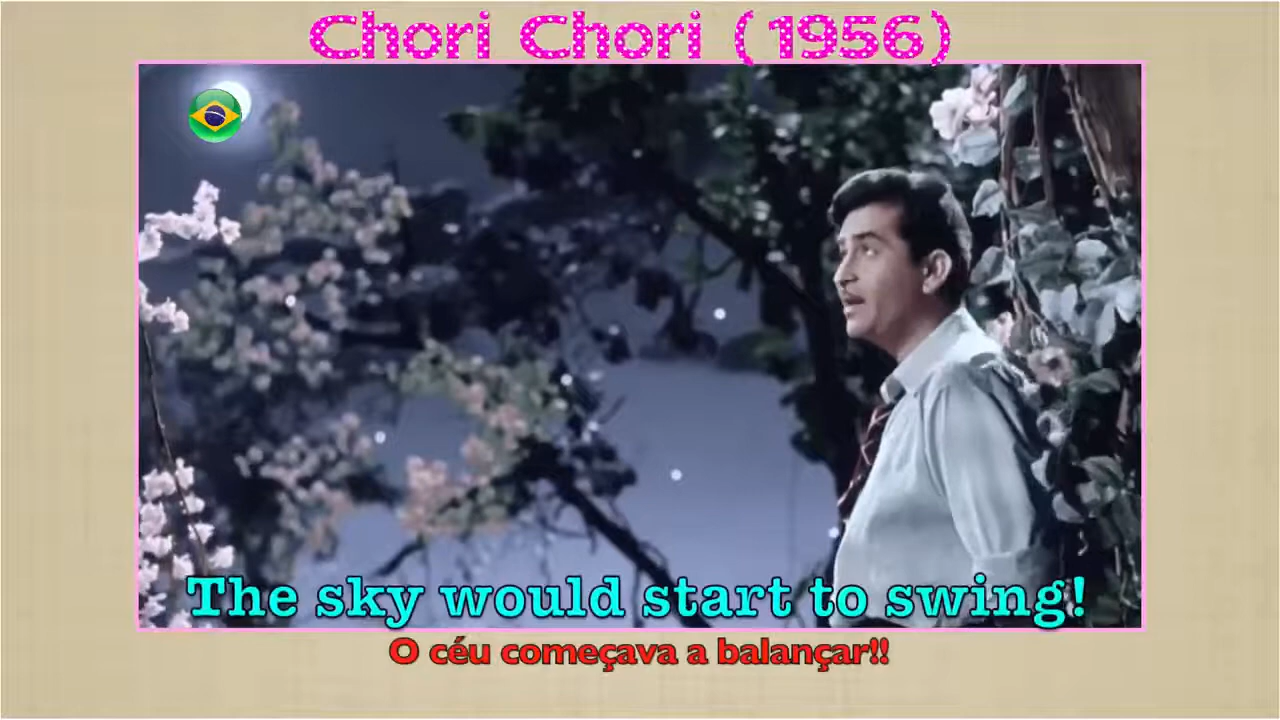 Chori Chori (1956)
The sky would start to swing!
O céu começava a balançar!!